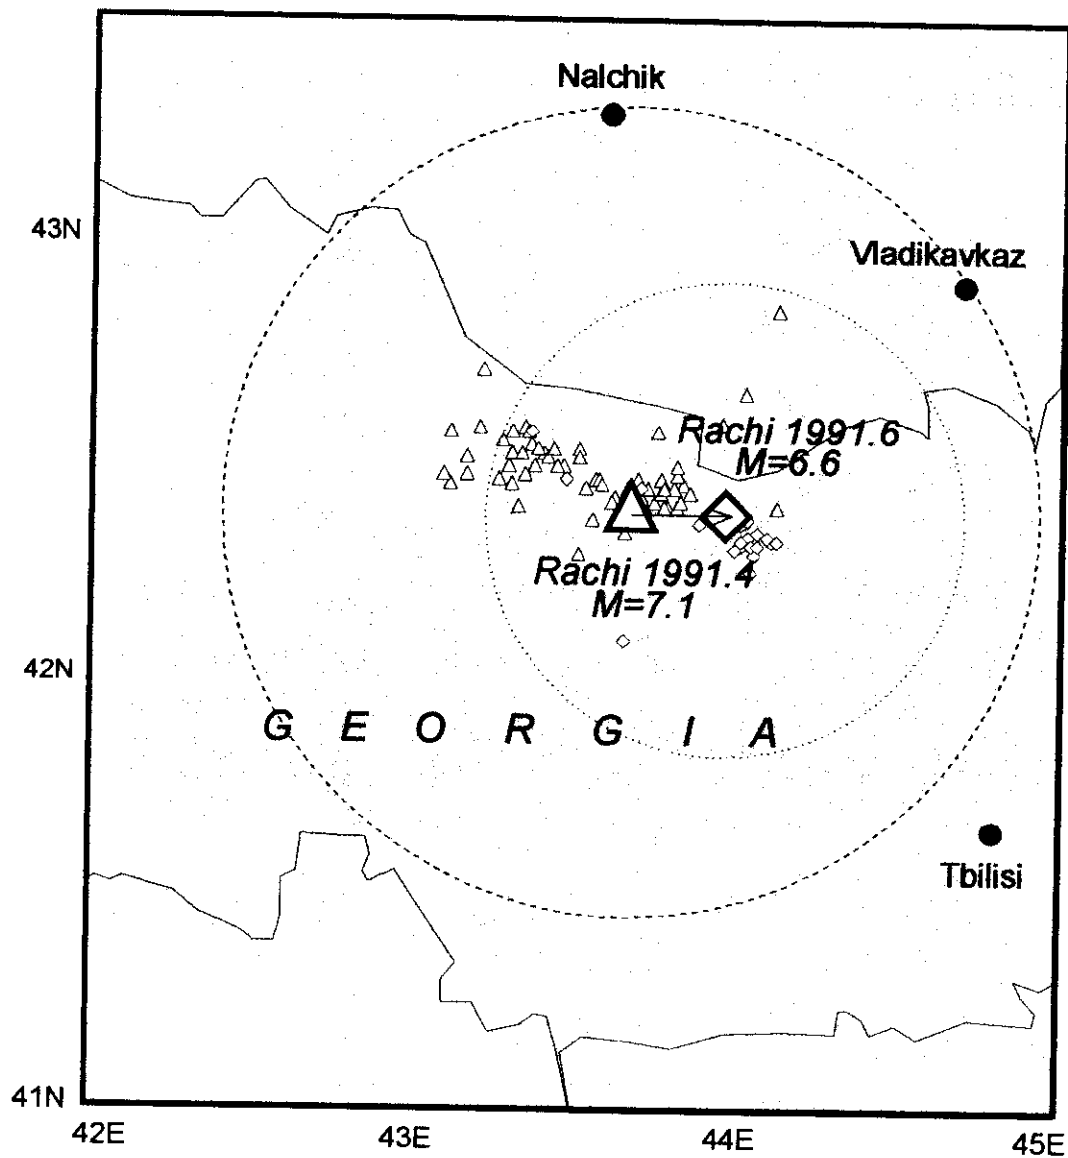 Nalchik
43N
Vladikavkaz
Rachi 1991.6
M=6.6
Rachi 1991.4
M=7.1
42N
G E O R G I A
Tbilisi
41N
42E
43E
44E
45E